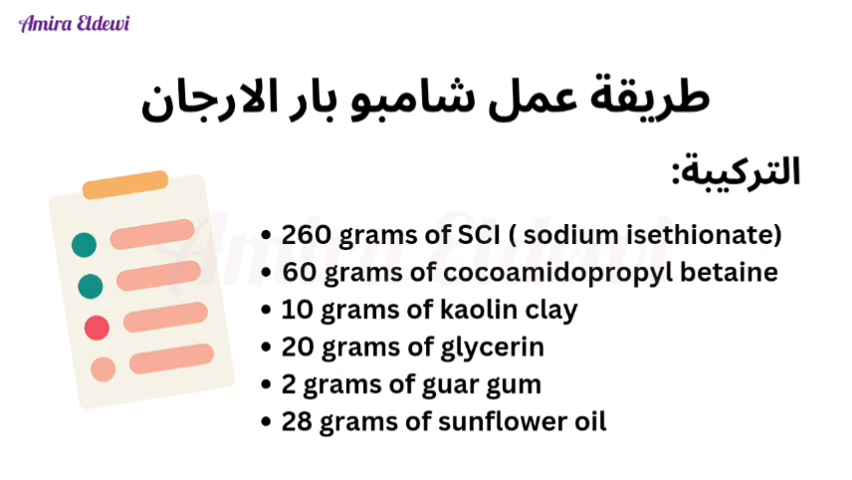 Amira Eldewi
طريقة عمل شامبو بار الارجان
التركيبة:
Amira Eldewi
• 260 grams of SCI ( sodium isethionate)
• 60 grams of cocoamidopropyl betaine
• 10 grams of kaolin clay
• 20 grams of glycerin
• 2 grams of guar gum
• 28 grams of sunflower oil